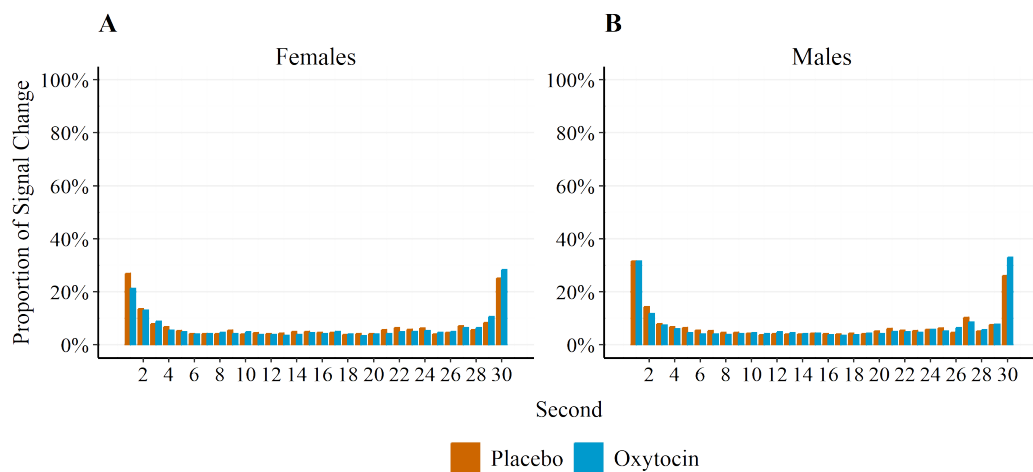 A
B
Females
Males
Proportion of Signal Change
100%
80%
60%
40%
20%
0%
100%
80%
60%
40%
20%
0%
2 4 6 8 10 12 14 16 18 20 22 24 26 28 30
2 4 6 8 10 12 14 16 18 20 22 24 26 28 30
Second
Placebo Oxytocin